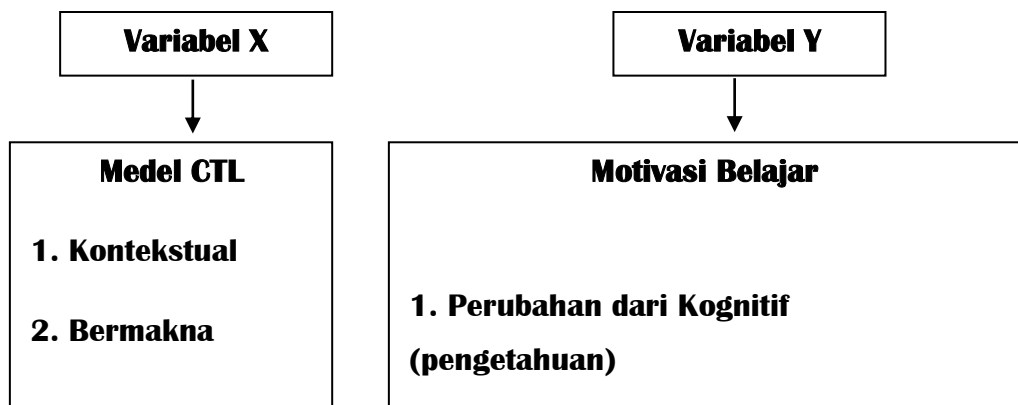 Variabel X
Variabel Y
Medel CTL
1. Kontekstual
2. Bermakna
Motivasi Belajar
1. Perubahan dari Kognitif
(pengetahuan)